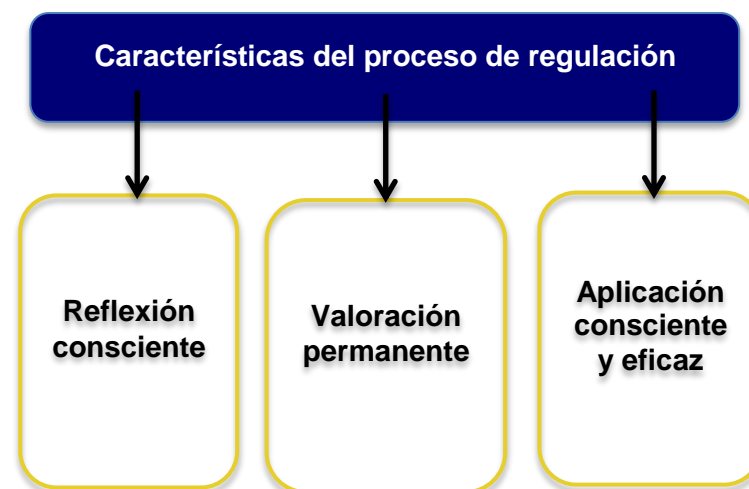 Características del proceso de regulación
Reflexión
consciente
Valoración
permanente
Aplicación
consciente
y eficaz